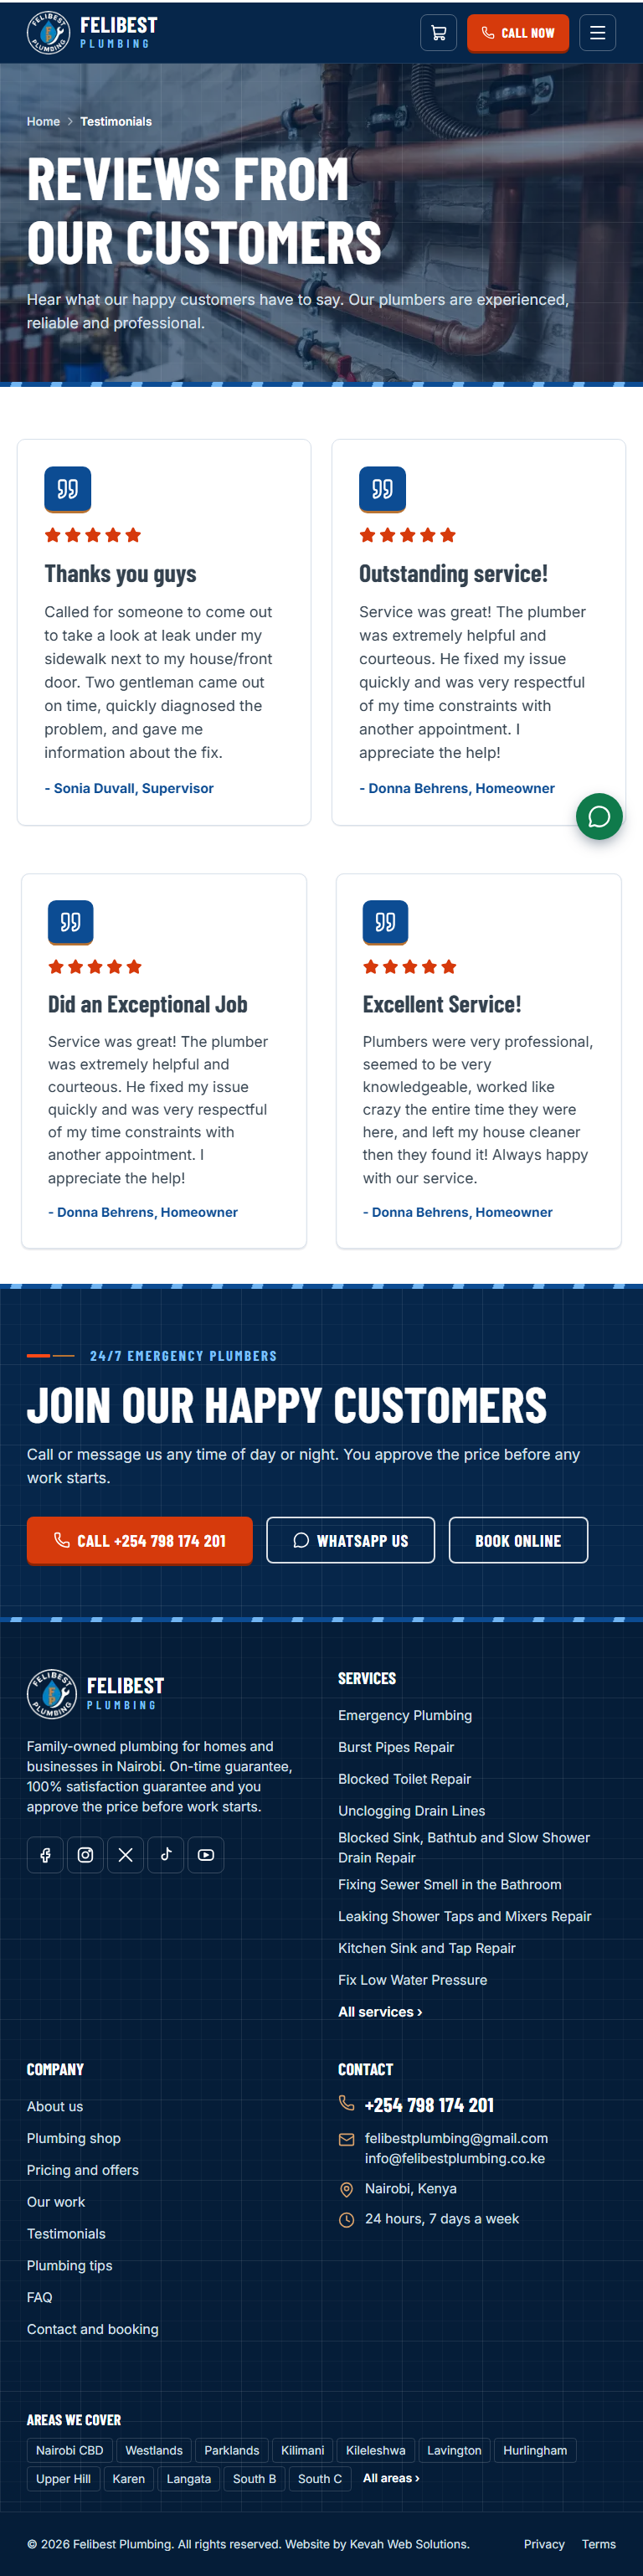 FELIBEST
PLUMBING
FELIBEST
PLUMBING
CALL NOW
Home > Testimonials
REVIEWS FROM
OUR CUSTOMERS
Hear what our happy customers have to say. Our plumbers are experienced,
reliable and professional.
Thanks you guys
Called for someone to come out
to take a look at leak under my
sidewalk next to my house/front
door. Two gentleman came out
on time, quickly diagnosed the
problem, and gave me
information about the fix.
- Sonia Duvall, Supervisor
Outstanding service!
Service was great! The plumber
was extremely helpful and
courteous. He fixed my issue
quickly and was very respectful
of my time constraints with
another appointment. I
appreciate the help!
- Donna Behrens, Homeowner
Did an Exceptional Job
Service was great! The plumber
was extremely helpful and
courteous. He fixed my issue
quickly and was very respectful
of my time constraints with
another appointment. I
appreciate the help!
- Donna Behrens, Homeowner
Excellent Service!
Plumbers were very professional,
seemed to be very
knowledgeable, worked like
crazy the entire time they were
here, and left my house cleaner
then they found it! Always happy
with our service.
- Donna Behrens, Homeowner
24/7 EMERGENCY PLUMBERS
JOIN OUR HAPPY CUSTOMERS
Call or message us any time of day or night. You approve the price before any
work starts.
CALL +254 798 174 201
WHATSAPP US
BOOK ONLINE
FELIBEST
PLUMBING
FELIBEST
PLUMBING
Family-owned plumbing for homes and
businesses in Nairobi. On-time guarantee,
100% satisfaction guarantee and you
approve the price before work starts.
SERVICES
Emergency Plumbing
Burst Pipes Repair
Blocked Toilet Repair
Unclogging Drain Lines
Blocked Sink, Bathtub and Slow Shower
Drain Repair
Fixing Sewer Smell in the Bathroom
Leaking Shower Taps and Mixers Repair
Kitchen Sink and Tap Repair
Fix Low Water Pressure
All services ›
COMPANY
About us
Plumbing shop
Pricing and offers
Our work
Testimonials
Plumbing tips
FAQ
Contact and booking
CONTACT
+254 798 174 201
felibestplumbing@gmail.com
info@felibestplumbing.co.ke
Nairobi, Kenya
24 hours, 7 days a week
AREAS WE COVER
Nairobi CBD Westlands Parklands Kilimani Kileleshwa Lavington Hurlingham
Upper Hill Karen Langata South B South C All areas ›
© 2026 Felibest Plumbing. All rights reserved. Website by Kevah Web Solutions. Privacy Terms